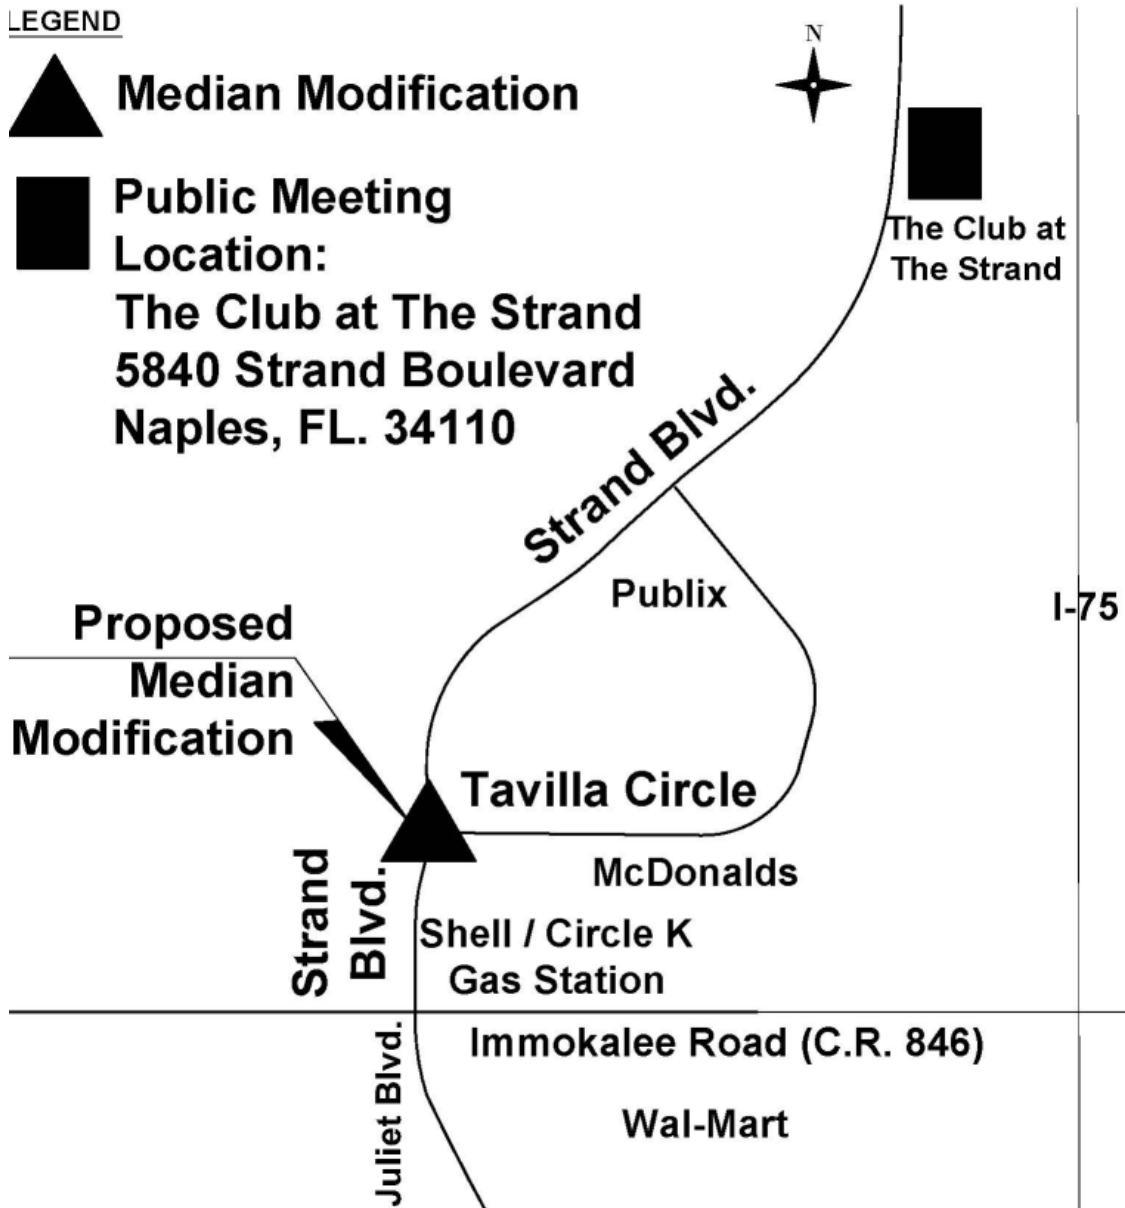 LEGEND
Median Modification
Public Meeting
Location:
The Club at The Strand
5840 Strand Boulevard
Naples, FL. 34110
N
The Club at
The Strand
Strand Blvd.
Publix
I-75
Proposed
Median
Modification
Tavilla Circle
McDonalds
Strand
Blvd.
Shell / Circle K
Gas Station
Immokalee Road (C.R. 846)
Juliet Blvd.
Wal-Mart